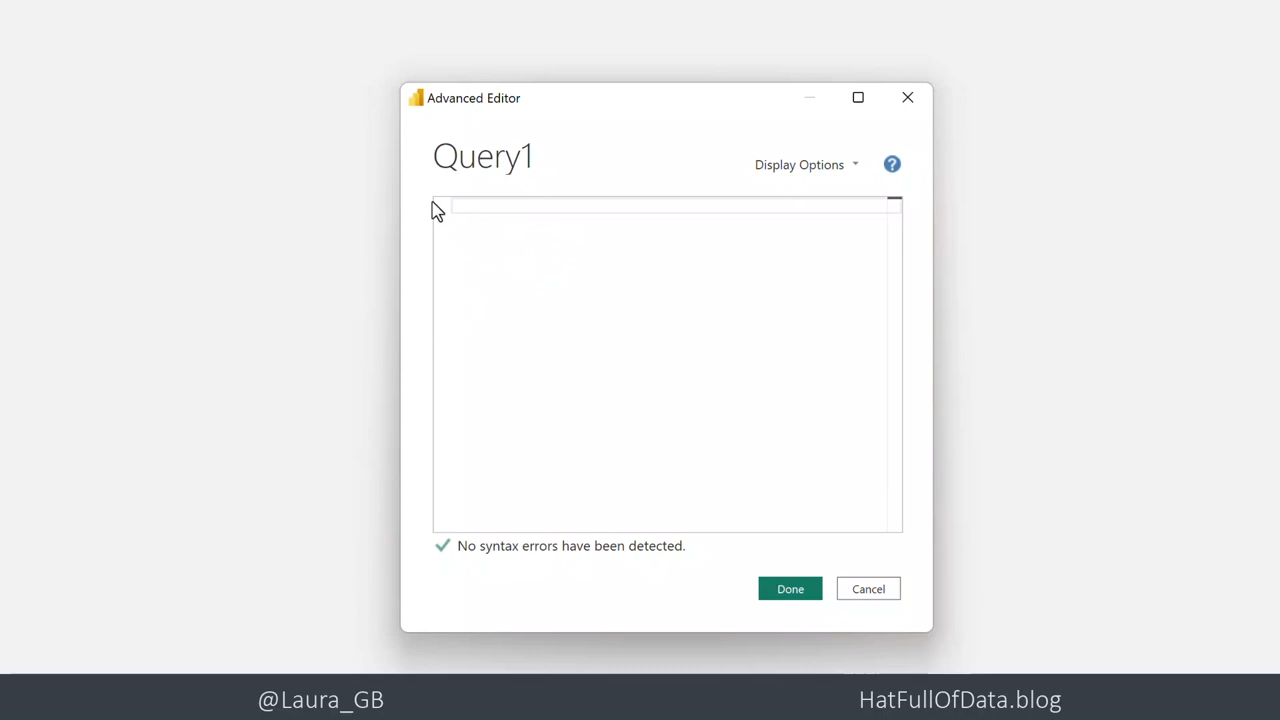 Advanced Editor
Query1
Display Options
?
No syntax errors have been detected.
Done
Cancel
@Laura_GB
HatFullOfData.blog